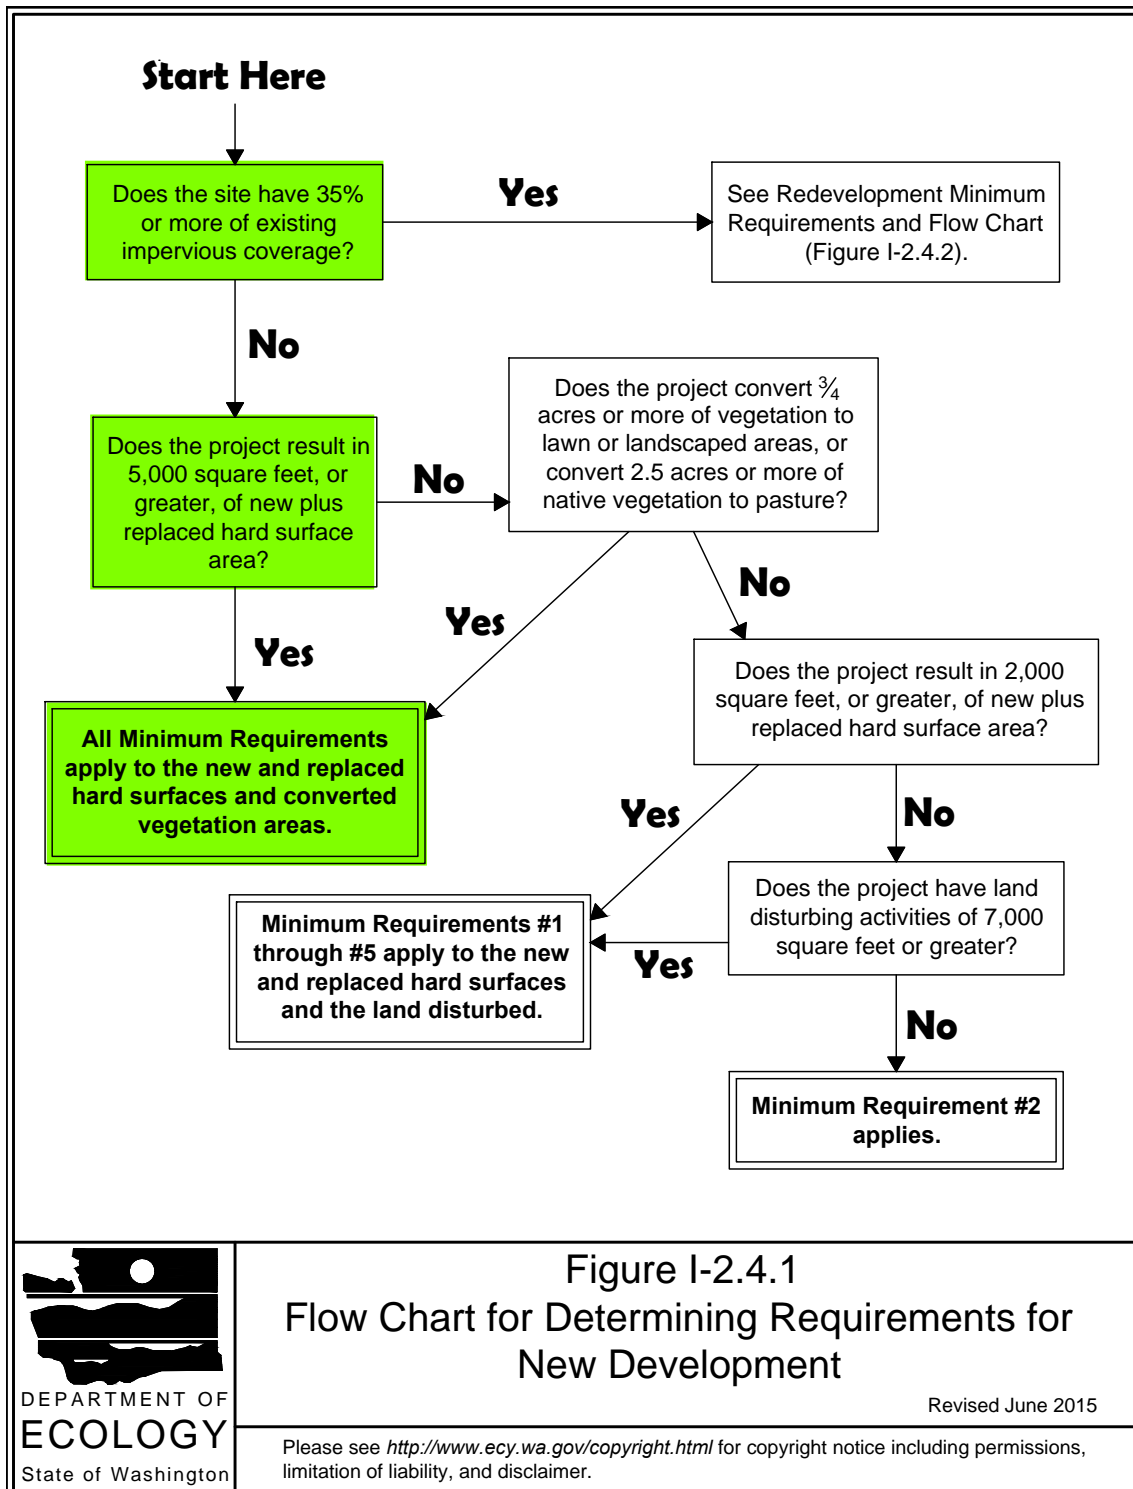 Start Here
Does the site have 35%
or more of existing
impervious coverage?
Yes
See Redevelopment Minimum
Requirements and Flow Chart
(Figure I-2.4.2).
No
Does the project result in
5,000 square feet, or
greater, of new plus
replaced hard surface
area?
No
Does the project convert ¾
acres or more of vegetation to
lawn or landscaped areas, or
convert 2.5 acres or more of
native vegetation to pasture?
Yes
Yes
No
All Minimum Requirements
apply to the new and replaced
hard surfaces and converted
vegetation areas.
Does the project result in 2,000
square feet, or greater, of new plus
replaced hard surface area?
Yes
No
Minimum Requirements #1
through #5 apply to the new
and replaced hard surfaces
and the land disturbed.
Yes
Does the project have land
disturbing activities of 7,000
square feet or greater?
No
Minimum Requirement #2
applies.
DEPARTMENT OF
ECOLOGY
State of Washington
Figure I-2.4.1
Flow Chart for Determining Requirements for
New Development
Revised June 2015
Please see http://www.ecy.wa.gov/copyright.html for copyright notice including permissions,
limitation of liability, and disclaimer.